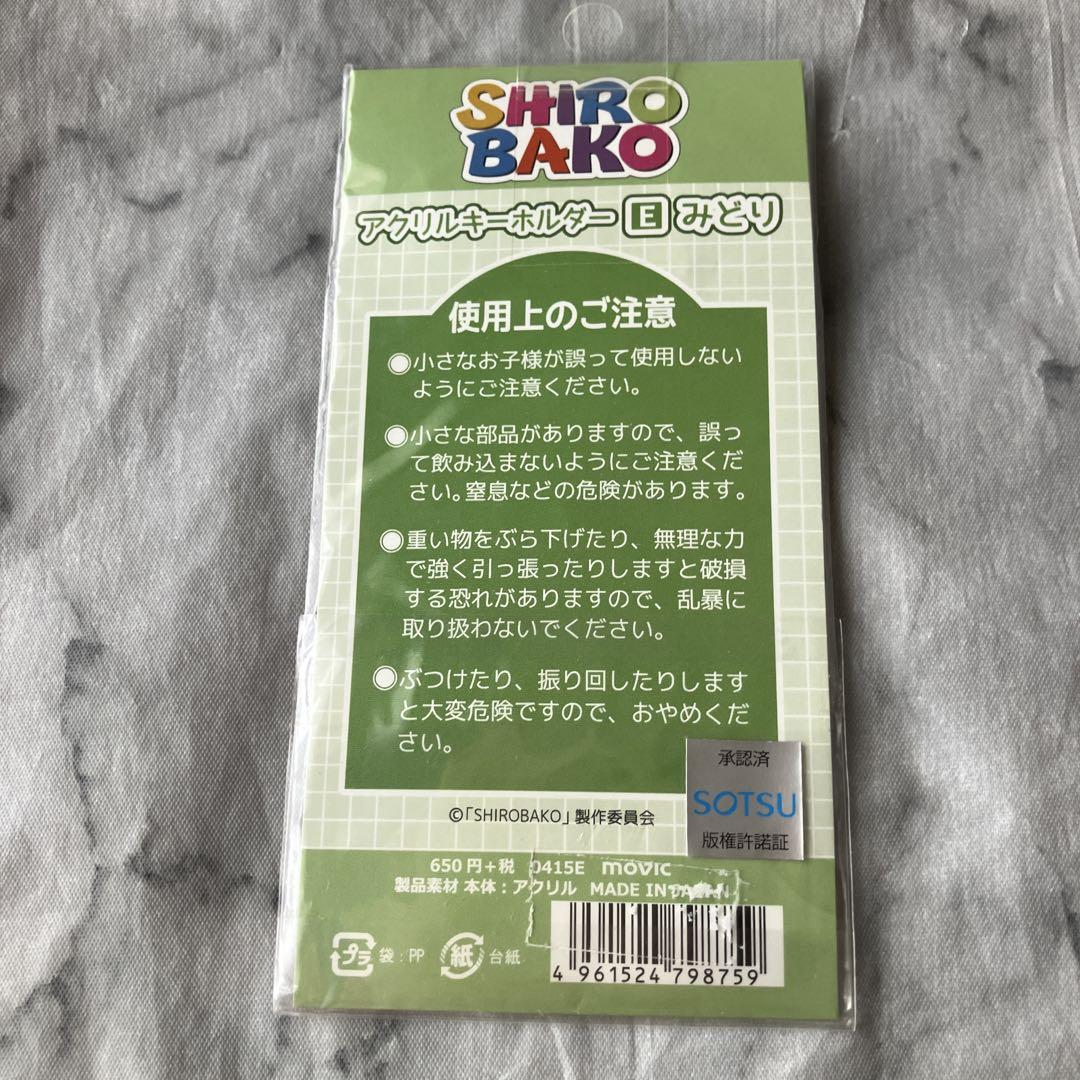 SHIRO
BAKO
アクリルキーホルダー E みどり
使用上のご注意
◎小さなお子様が誤って使用しない
ようにご注意ください。
◎小さな部品がありますので、誤っ
て飲み込まないようにご注意くだ
さい。窒息などの危険があります。
◎重い物をぶら下げたり、無理な力
で強く引っ張ったりしますと破損
する恐れがありますので、乱暴に
取り扱わないでください。
◎ぶつけたり、振り回したりします
と大変危険ですので、おやめくだ
さい。
承認済
SOTSU
版権許諾証
©「SHIROBAKO」製作委員会
650円+税 0415E movic
製品素材 本体：アクリル MADE IN
プラ 袋：PP 紙 台紙
4 961524 798759